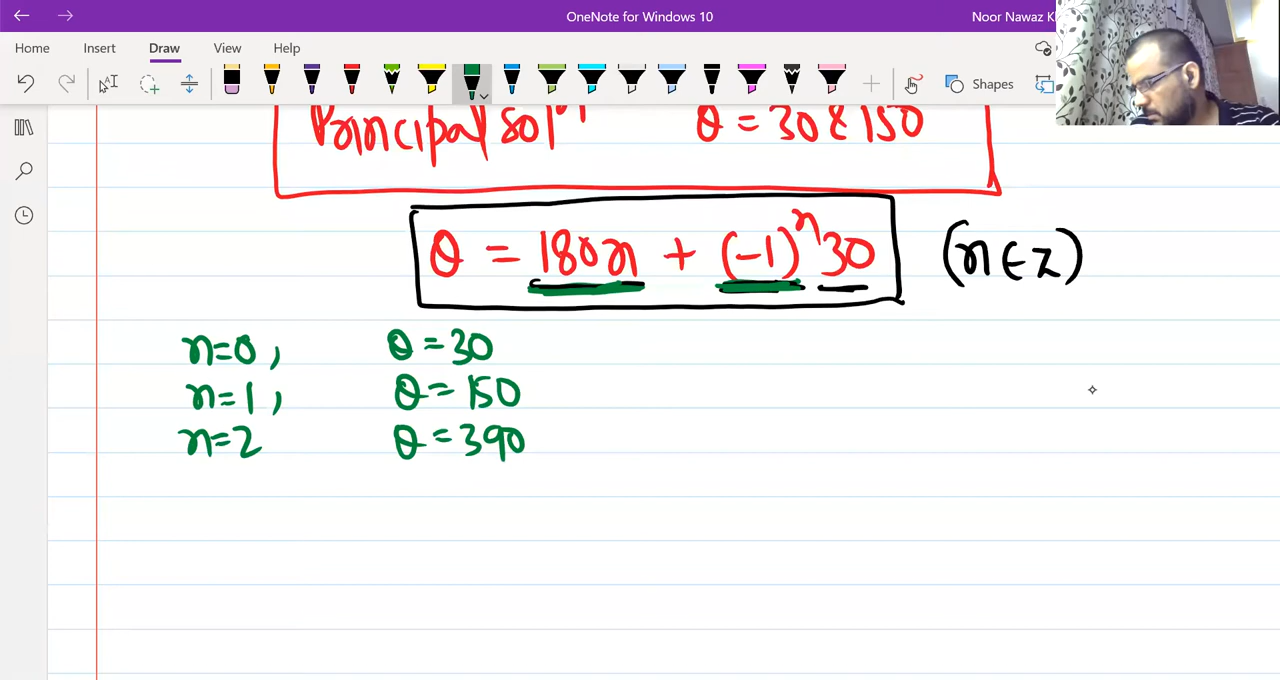 OneNote for Windows 10
Noor Nawaz K
Home Insert Draw View Help
Shapes
Principal solⁿ θ = 30 & 150
θ = 180n + (-1)ⁿ 30 (n ∈ z)
n=0, θ = 30
n=1, θ = 150
n=2 θ = 390